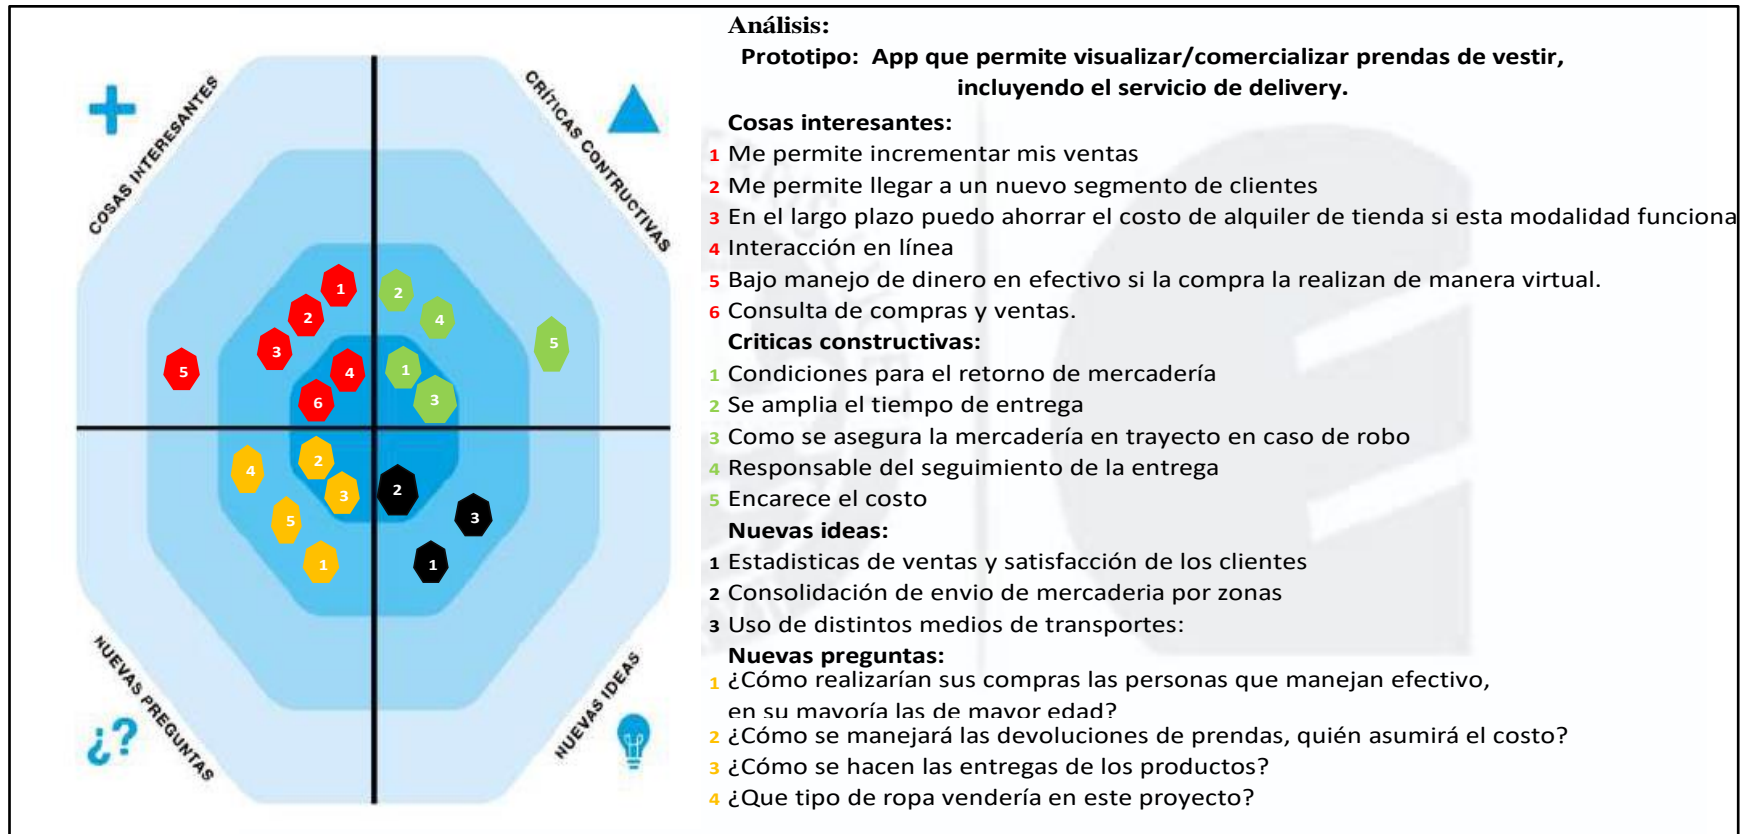 COSAS INTERESANTES
CRÍTICAS CONTRUCTIVAS
1
2
3
4
5
6
2
4
5
1
3
4
2
3
5
1
2
3
1
NUEVAS PREGUNTAS
¿?
NUEVAS IDEAS
Análisis:
Prototipo: App que permite visualizar/comercializar prendas de vestir,
incluyendo el servicio de delivery.
Cosas interesantes:
1 Me permite incrementar mis ventas
2 Me permite llegar a un nuevo segmento de clientes
3 En el largo plazo puedo ahorrar el costo de alquiler de tienda si esta modalidad funciona
4 Interacción en línea
5 Bajo manejo de dinero en efectivo si la compra la realizan de manera virtual.
6 Consulta de compras y ventas.
Criticas constructivas:
1 Condiciones para el retorno de mercadería
2 Se amplia el tiempo de entrega
3 Como se asegura la mercadería en trayecto en caso de robo
4 Responsable del seguimiento de la entrega
5 Encarece el costo
Nuevas ideas:
1 Estadisticas de ventas y satisfacción de los clientes
2 Consolidación de envio de mercaderia por zonas
3 Uso de distintos medios de transportes:
Nuevas preguntas:
1 ¿Cómo realizarían sus compras las personas que manejan efectivo,
en su mayoría las de mayor edad?
2 ¿Cómo se manejará las devoluciones de prendas, quién asumirá el costo?
3 ¿Cómo se hacen las entregas de los productos?
4 ¿Que tipo de ropa vendería en este proyecto?